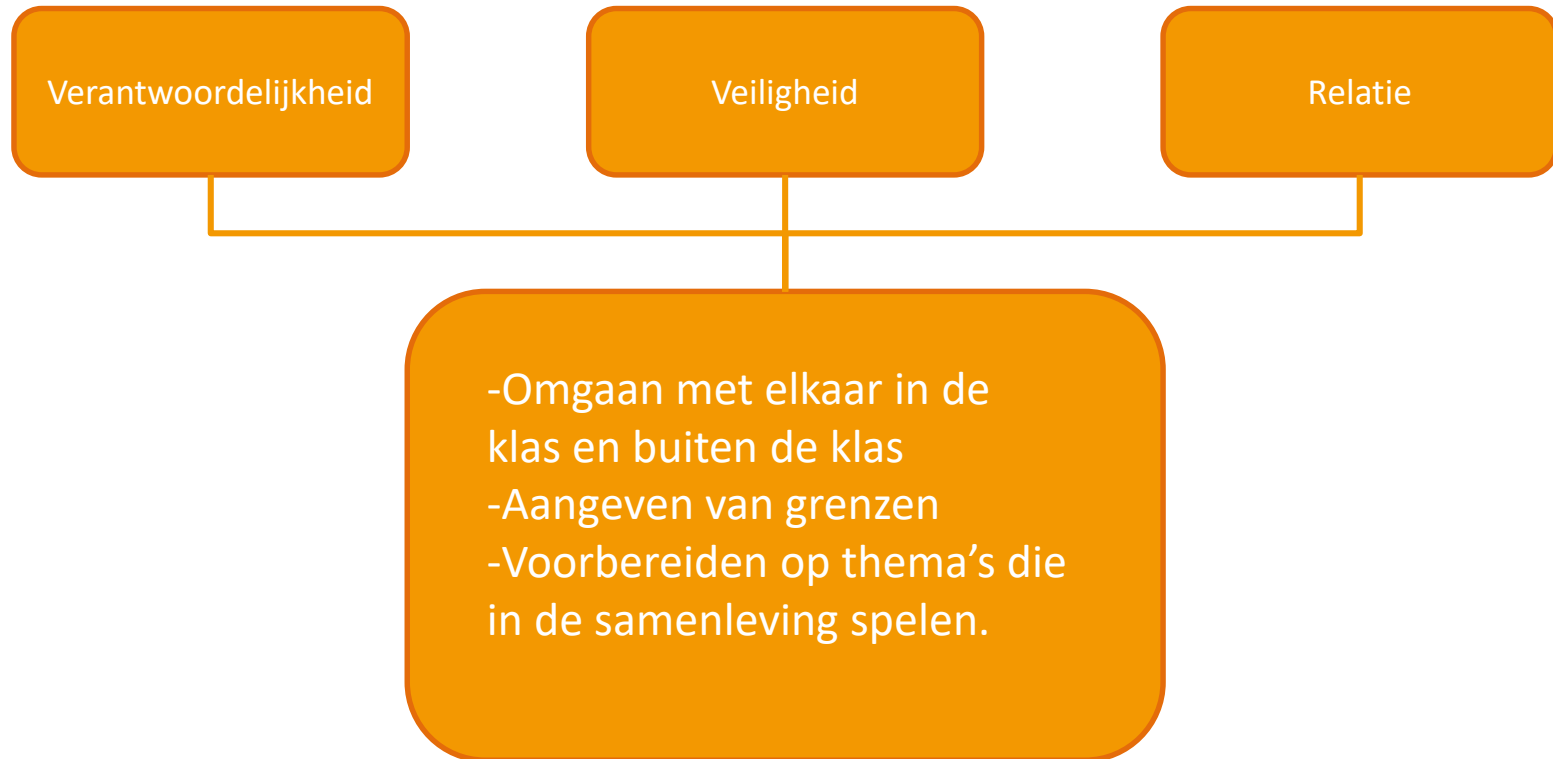 Verantwoordelijkheid
Veiligheid
Relatie
-Omgaan met elkaar in de
klas en buiten de klas
-Aangeven van grenzen
-Voorbereiden op thema’s die
in de samenleving spelen.